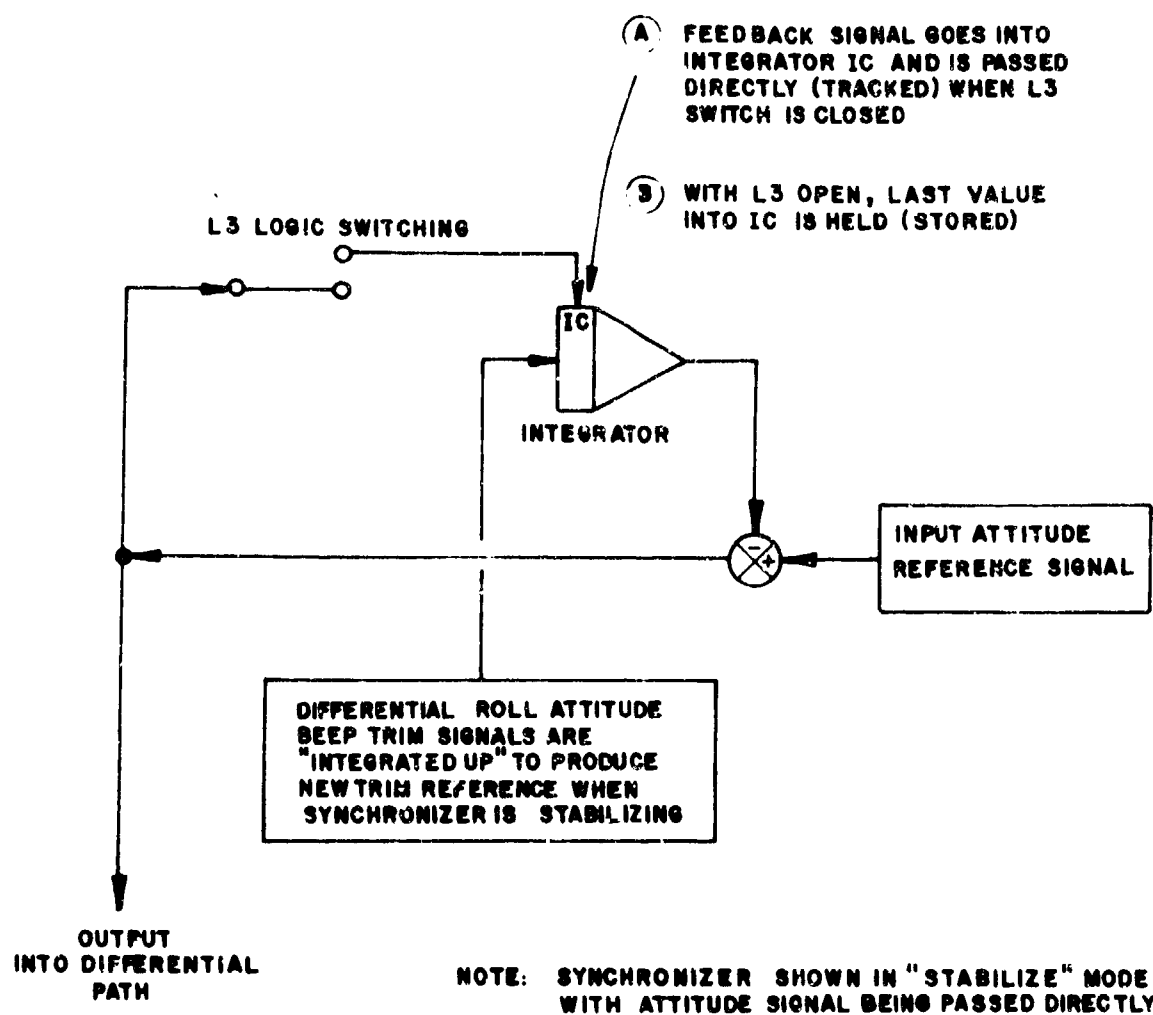 A FEEDBACK SIGNAL GOES INTO
INTEGRATOR IC AND IS PASSED
DIRECTLY (TRACKED) WHEN L3
SWITCH IS CLOSED
B WITH L3 OPEN, LAST VALUE
INTO IC IS HELD (STORED)
L3 LOGIC SWITCHING
IC
INTEGRATOR
INPUT ATTITUDE
REFERENCE SIGNAL
-
+
DIFFERENTIAL ROLL ATTITUDE
BEEP TRIM SIGNALS ARE
"INTEGRATED UP" TO PRODUCE
NEW TRIM REFERENCE WHEN
SYNCHRONIZER IS STABILIZING
OUTPUT
INTO DIFFERENTIAL
PATH
NOTE: SYNCHRONIZER SHOWN IN "STABILIZE" MODE
WITH ATTITUDE SIGNAL BEING PASSED DIRECTLY